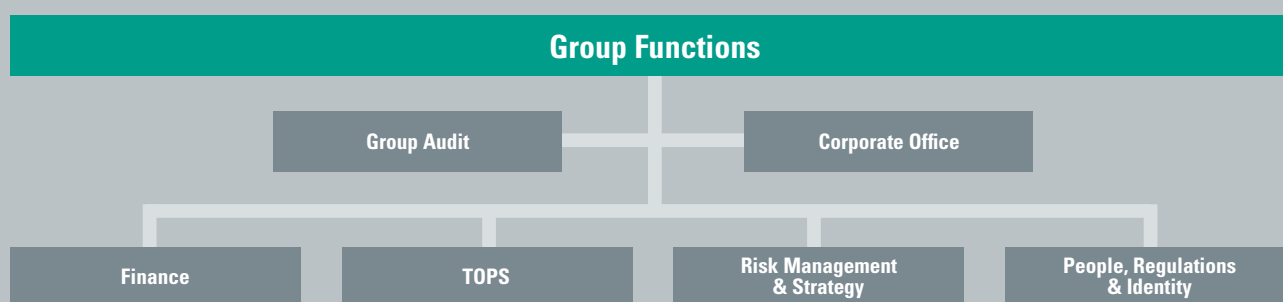 Group Functions
Group Audit
Corporate Office
Finance
TOPS
Risk Management
& Strategy
People, Regulations
& Identity